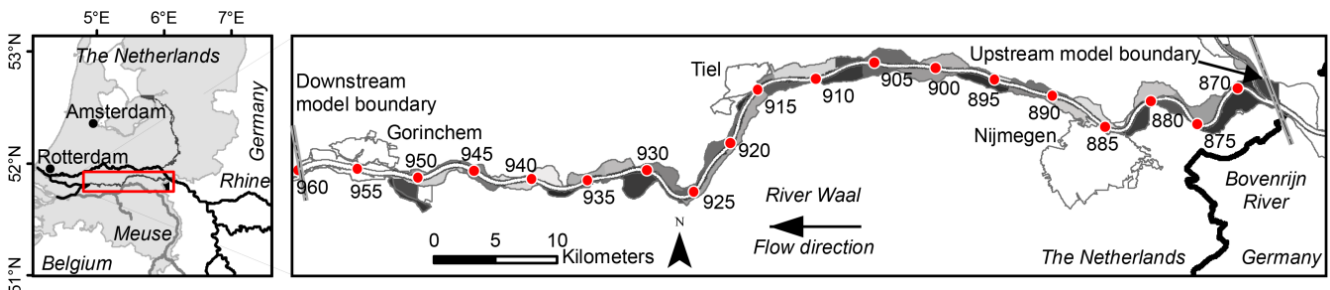 5°E 6°E 7°E
53°N
52°N
51°N
The Netherlands
Amsterdam
Rotterdam
Germany
Rhine
Meuse
Belgium
Downstream
model boundary
Gorinchem
Tiel
Upstream model boundary
Nijmegen
870
875
880
885
890
895
900
905
910
915
920
925
930
935
940
945
950
955
960
N
0 5 10
Kilometers
River Waal
Flow direction
Bovenrijn
River
The Netherlands
Germany